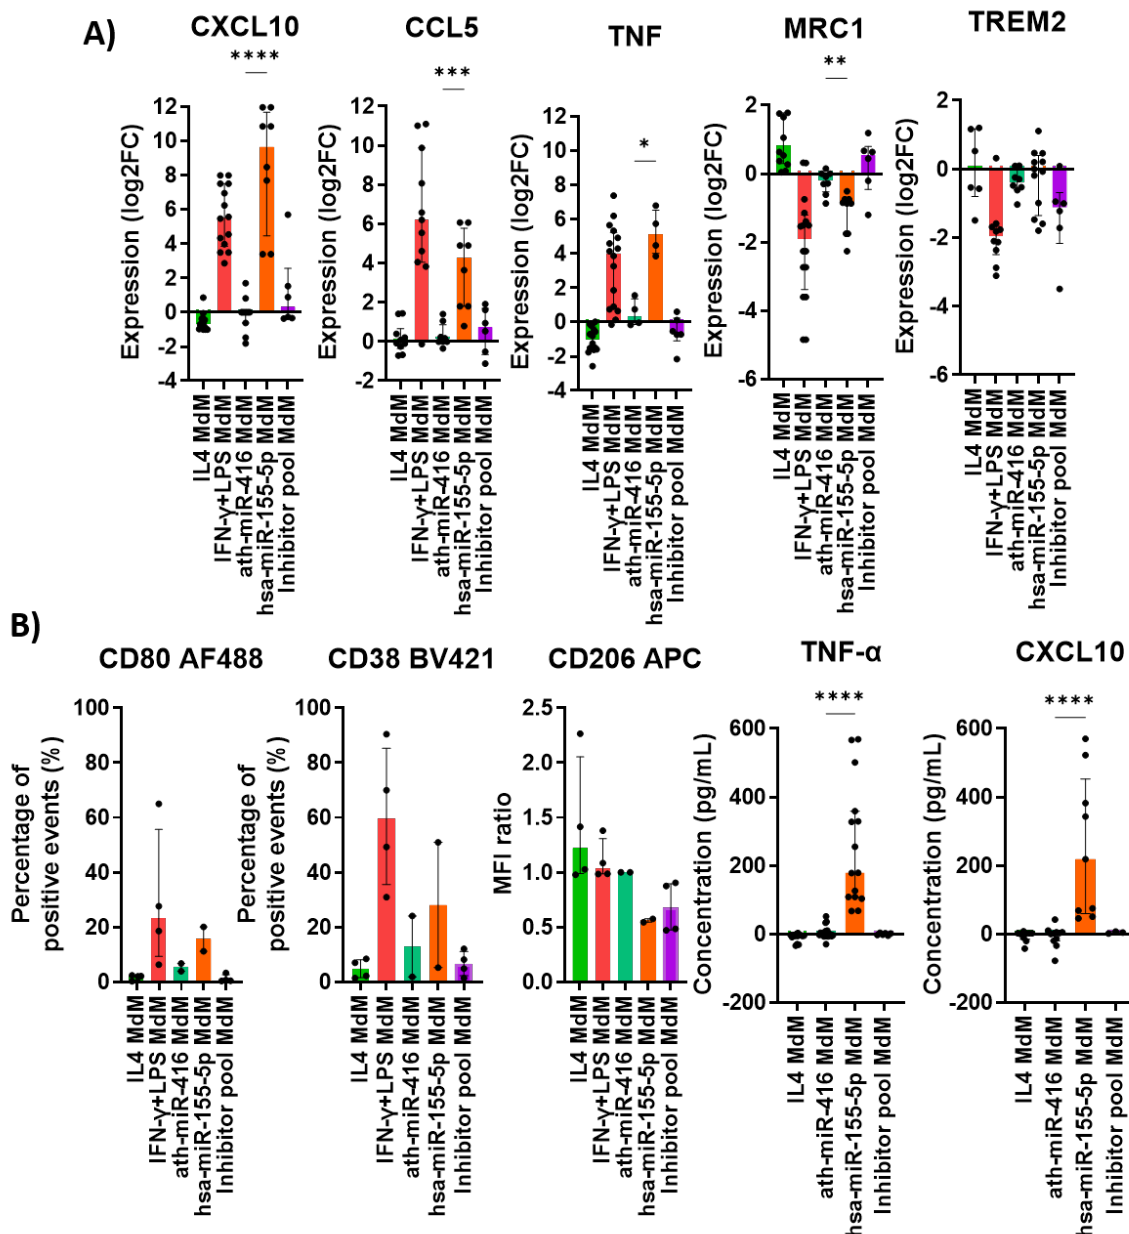 A)
CXCL10
CCL5
TNF
MRC1
TREM2
****
***
*
**
Expression (log2FC)
12
10
8
6
4
2
0
-2
-4
IL4 MdM
IFN-γ+LPS MdM
ath-miR-416 MdM
hsa-miR-155-5p MdM
Inhibitor pool MdM
Expression (log2FC)
12
10
8
6
4
2
0
-2
IL4 MdM
IFN-γ+LPS MdM
ath-miR-416 MdM
hsa-miR-155-5p MdM
Inhibitor pool MdM
Expression (log2FC)
12
10
8
6
4
2
0
-2
-4
IL4 MdM
IFN-γ+LPS MdM
ath-miR-416 MdM
hsa-miR-155-5p MdM
Inhibitor pool MdM
Expression (log2FC)
2
0
-2
-4
-6
IL4 MdM
IFN-γ+LPS MdM
ath-miR-416 MdM
hsa-miR-155-5p MdM
Inhibitor pool MdM
Expression (log2FC)
2
0
-2
-4
-6
IL4 MdM
IFN-γ+LPS MdM
ath-miR-416 MdM
hsa-miR-155-5p MdM
Inhibitor pool MdM
B)
CD80 AF488
CD38 BV421
CD206 APC
TNF-α
CXCL10
****
****
Percentage of
positive events (%)
100
80
60
40
20
0
IL4 MdM
IFN-γ+LPS MdM
ath-miR-416 MdM
hsa-miR-155-5p MdM
Inhibitor pool MdM
Percentage of
positive events (%)
100
80
60
40
20
0
IL4 MdM
IFN-γ+LPS MdM
ath-miR-416 MdM
hsa-miR-155-5p MdM
Inhibitor pool MdM
MFI ratio
2.5
2.0
1.5
1.0
0.5
0.0
IL4 MdM
IFN-γ+LPS MdM
ath-miR-416 MdM
hsa-miR-155-5p MdM
Inhibitor pool MdM
Concentration (pg/mL)
600
400
200
0
-200
IL4 MdM
ath-miR-416 MdM
hsa-miR-155-5p MdM
Inhibitor pool MdM
Concentration (pg/mL)
600
400
200
0
-200
IL4 MdM
ath-miR-416 MdM
hsa-miR-155-5p MdM
Inhibitor pool MdM